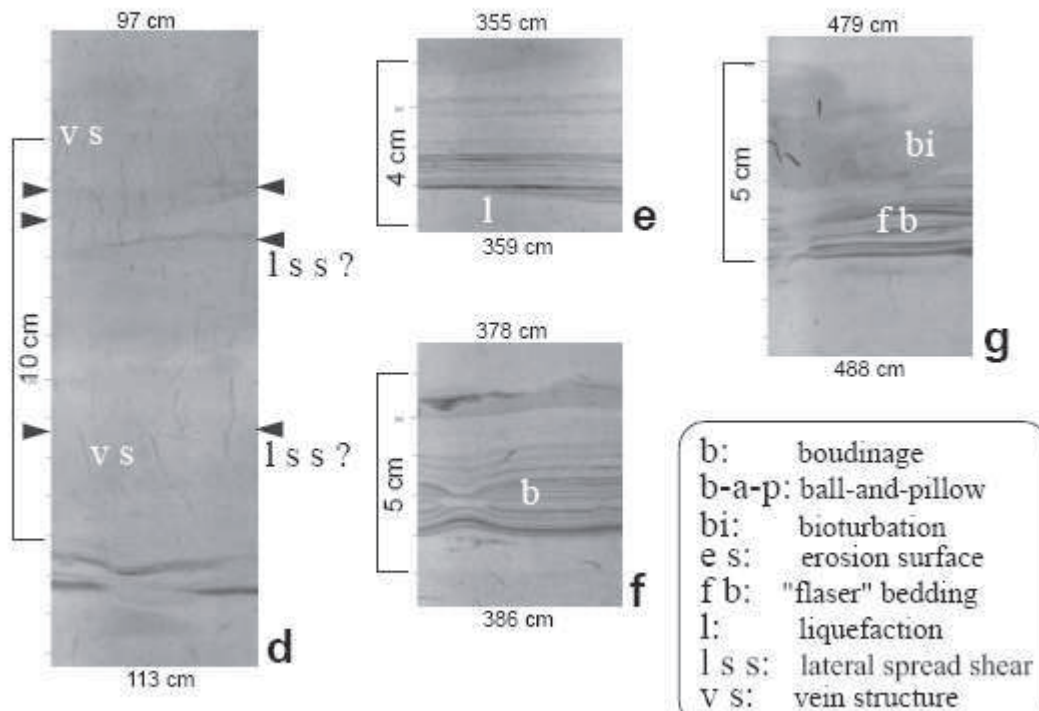 97 cm
v s
10 cm
l s s ?
l s s ?
v s
d
113 cm
355 cm
4 cm
l
e
359 cm
378 cm
5 cm
b
f
386 cm
479 cm
5 cm
bi
f b
g
488 cm
b: boudinage
b-a-p: ball-and-pillow
bi: bioturbation
e s: erosion surface
f b: "flaser" bedding
l: liquefaction
l s s: lateral spread shear
v s: vein structure